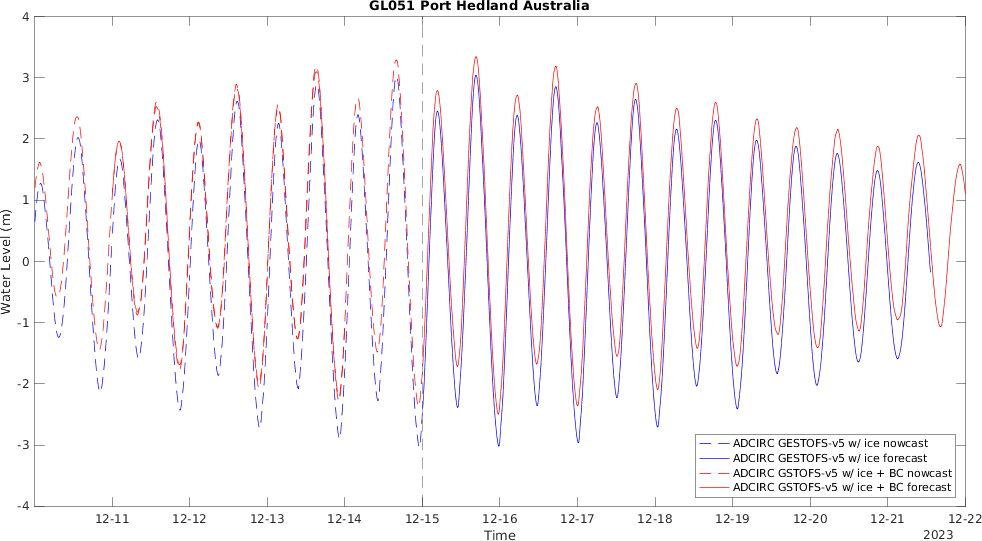 GL051 Port Hedland Australia
4
3
2
1
0
-1
-2
-3
-4
Water Level (m)
ADCIRC GESTOFS-v5 w/ ice nowcast
ADCIRC GESTOFS-v5 w/ ice forecast
ADCIRC GSTOFS-v5 w/ ice + BC nowcast
ADCIRC GSTOFS-v5 w/ ice + BC forecast
12-11 12-12 12-13 12-14 12-15 12-16 12-17 12-18 12-19 12-20 12-21 12-22
Time
2023